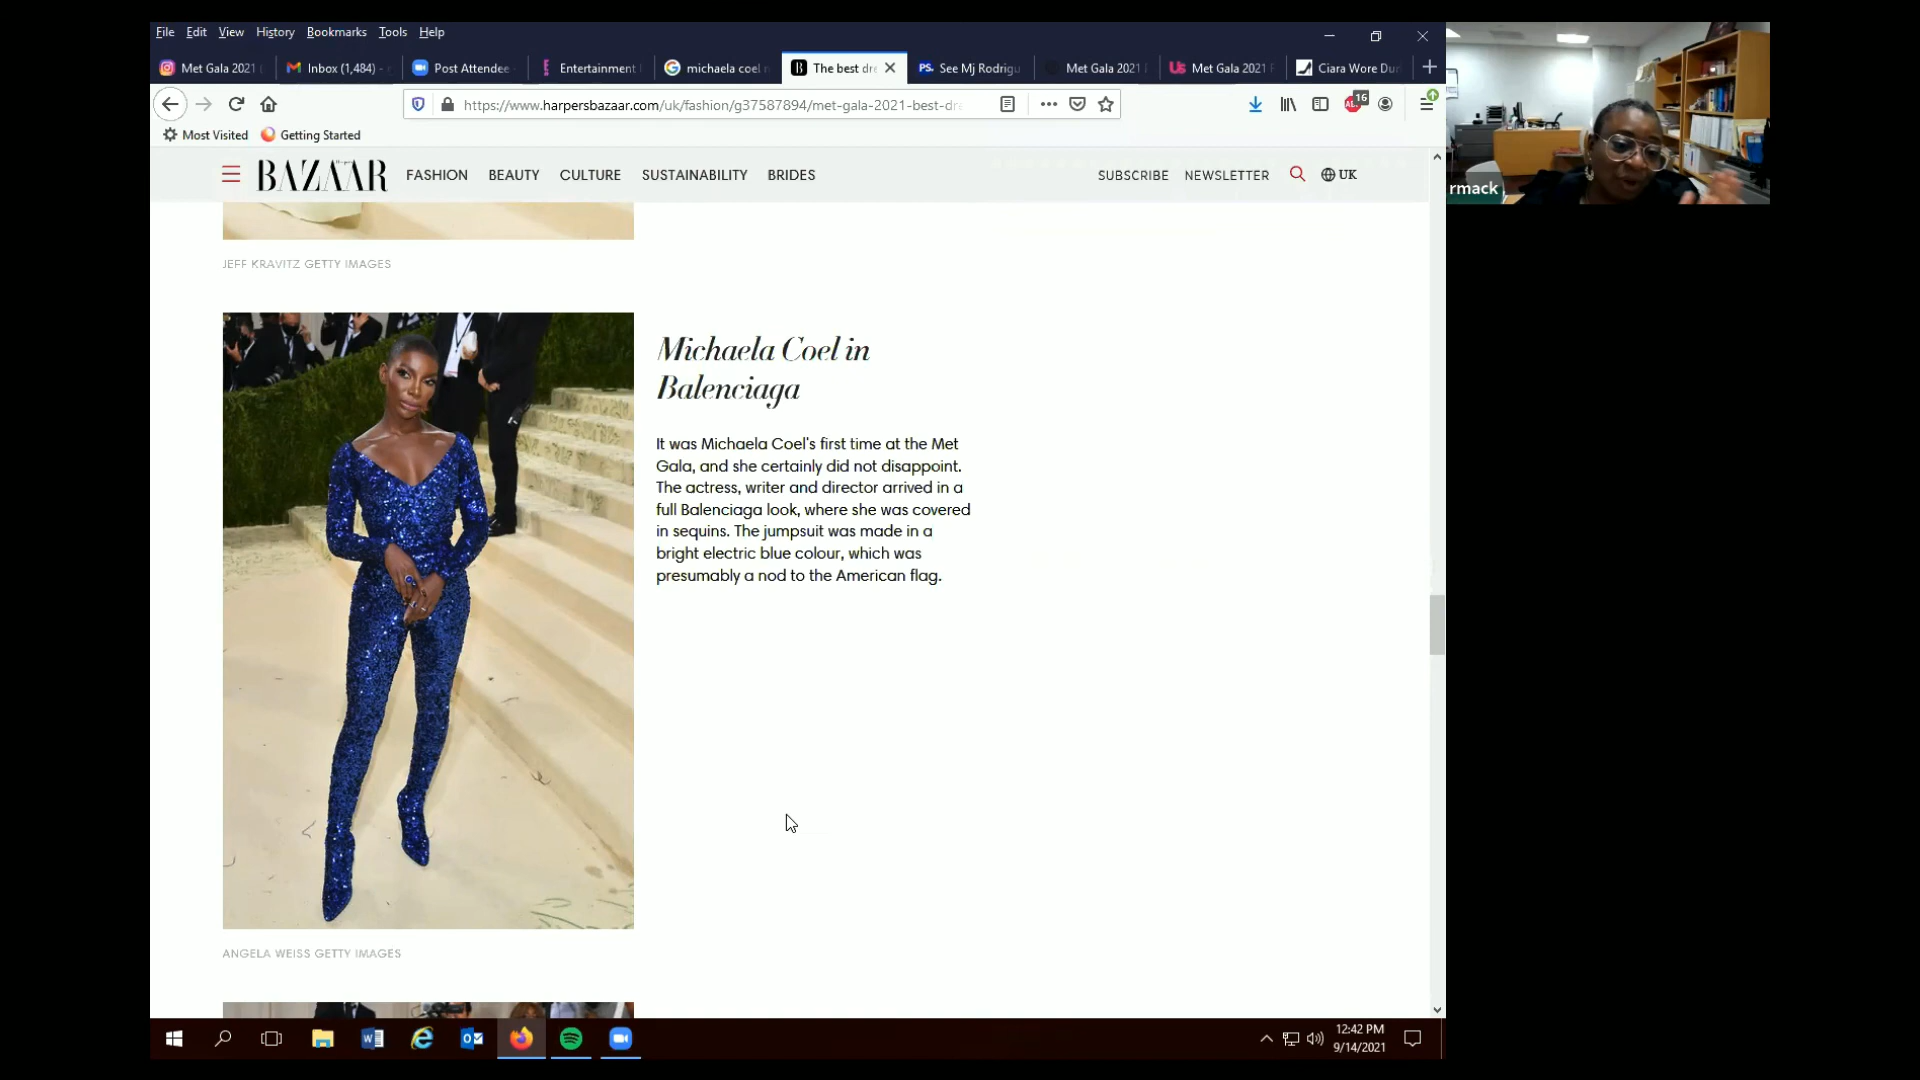 File Edit View History Bookmarks Tools Help
Met Gala 2021
Inbox (1,484) -
Post Attendee
Entertainment
michaela coel
The best dre
PS. See Mj Rodrigu
Met Gala 2021
Us Met Gala 2021
Ciara Wore Du
https://www.harpersbazaar.com/uk/fashion/g37587894/met-gala-2021-best-dre
16
Most Visited Getting Started
rmack
BAZAAR FASHION BEAUTY CULTURE SUSTAINABILITY BRIDES SUBSCRIBE NEWSLETTER UK
JEFF KRAVITZ GETTY IMAGES
Michaela Coel in
Balenciaga
It was Michaela Coel's first time at the Met
Gala, and she certainly did not disappoint.
The actress, writer and director arrived in a
full Balenciaga look, where she was covered
in sequins. The jumpsuit was made in a
bright electric blue colour, which was
presumably a nod to the American flag.
ANGELA WEISS GETTY IMAGES
12:42 PM
9/14/2021